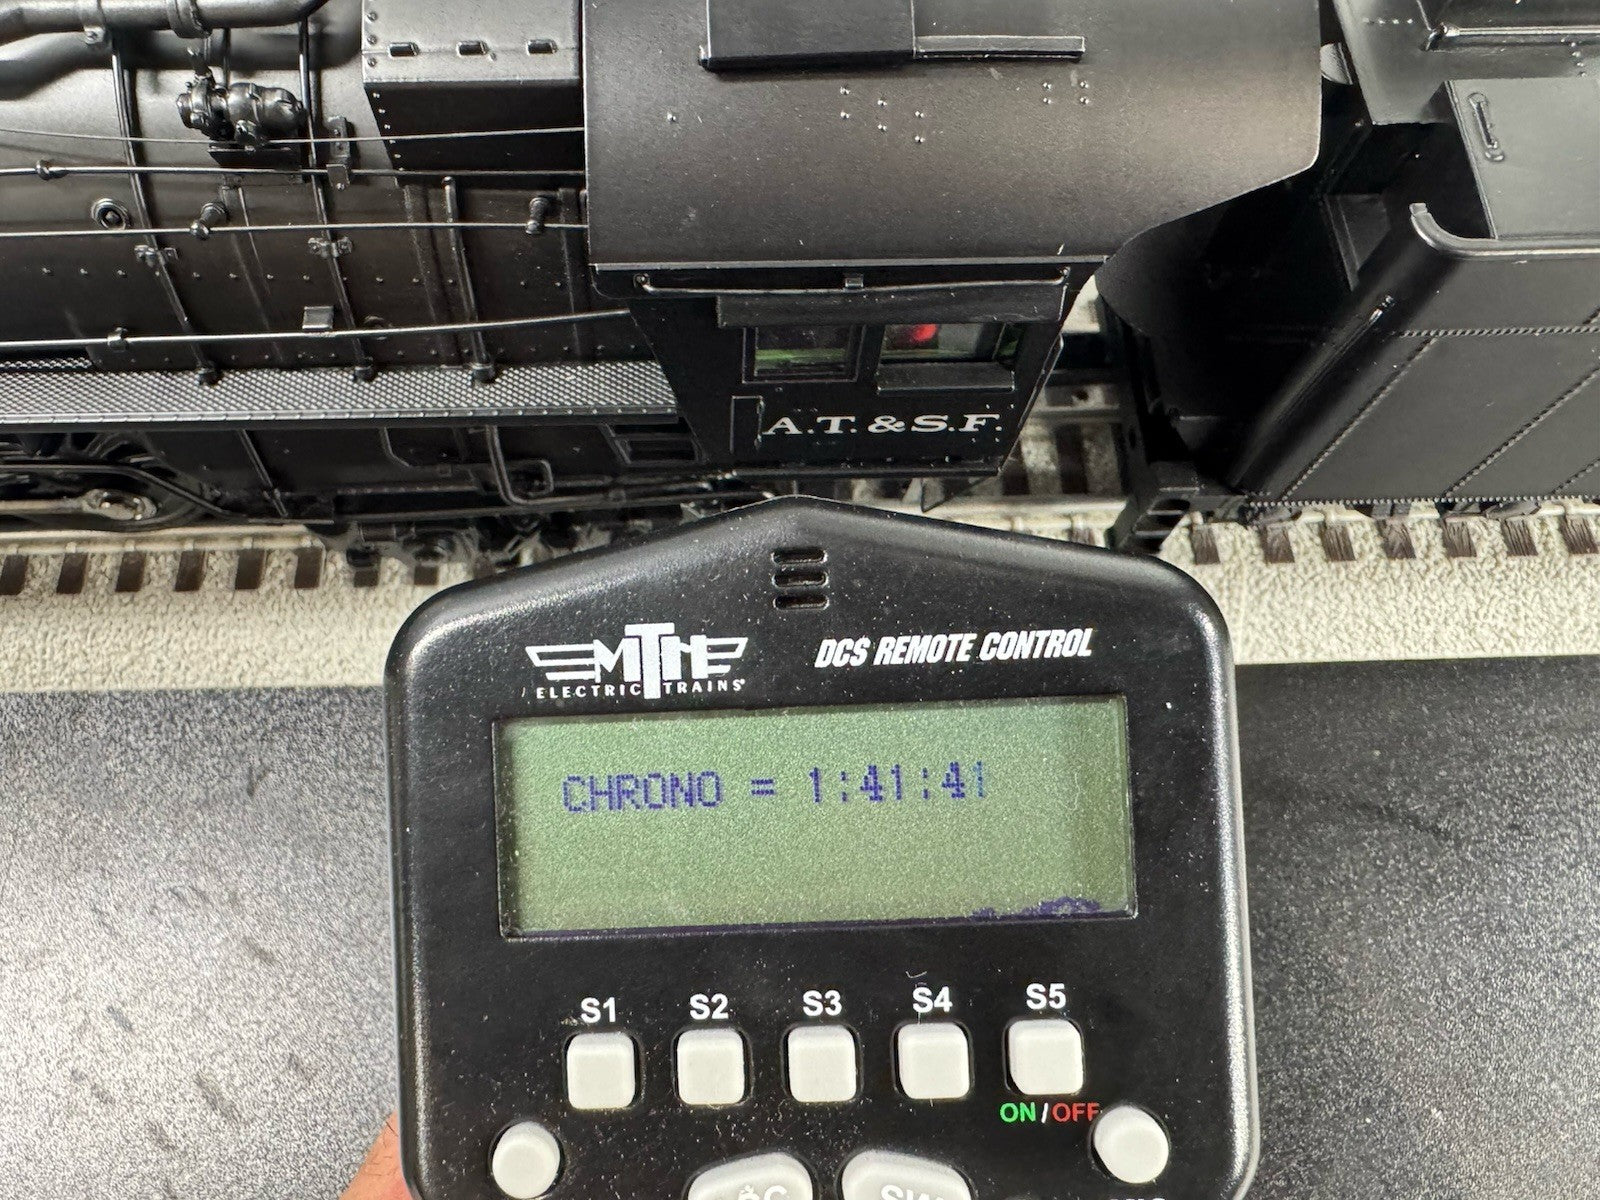 A.T.&S.F.
MTH
ELECTRIC TRAINS
DCS REMOTE CONTROL
CHRONO = 1:41:41
S1 S2 S3 S4 S5
ON/OFF